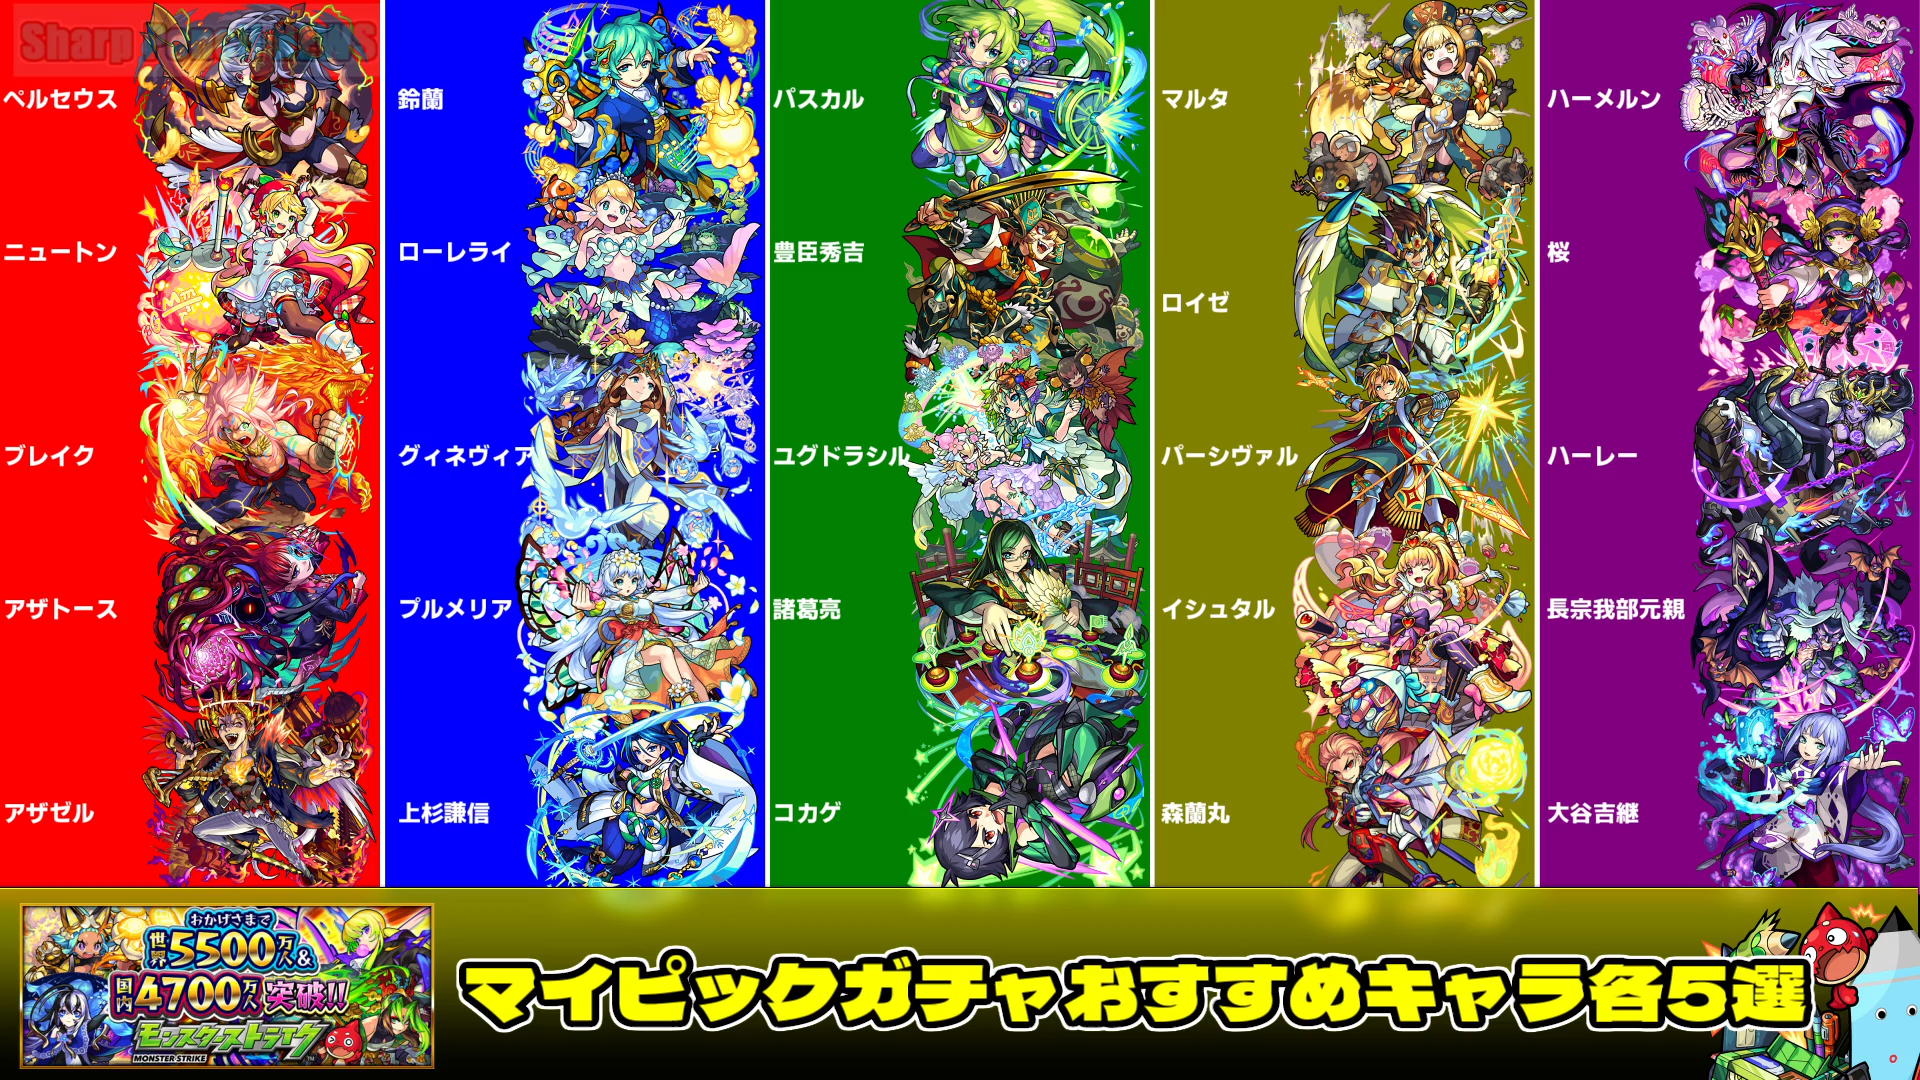 Sharp
ペルセウス
ニュートン
ブレイク
アザトース
アザゼル
鈴蘭
ローレライ
グィネヴィア
プルメリア
上杉謙信
パスカル
豊臣秀吉
ユグドラシル
諸葛亮
コカゲ
マルタ
ロイゼ
パーシヴァル
イシュタル
森蘭丸
ハーメルン
桜
ハーレー
長宗我部元親
大谷吉継
おかげさまで
世界5500万人&
国内4700万人突破!!
モンスターストライク
MONSTER STRIKE
マイピックガチャおすすめキャラ各5選